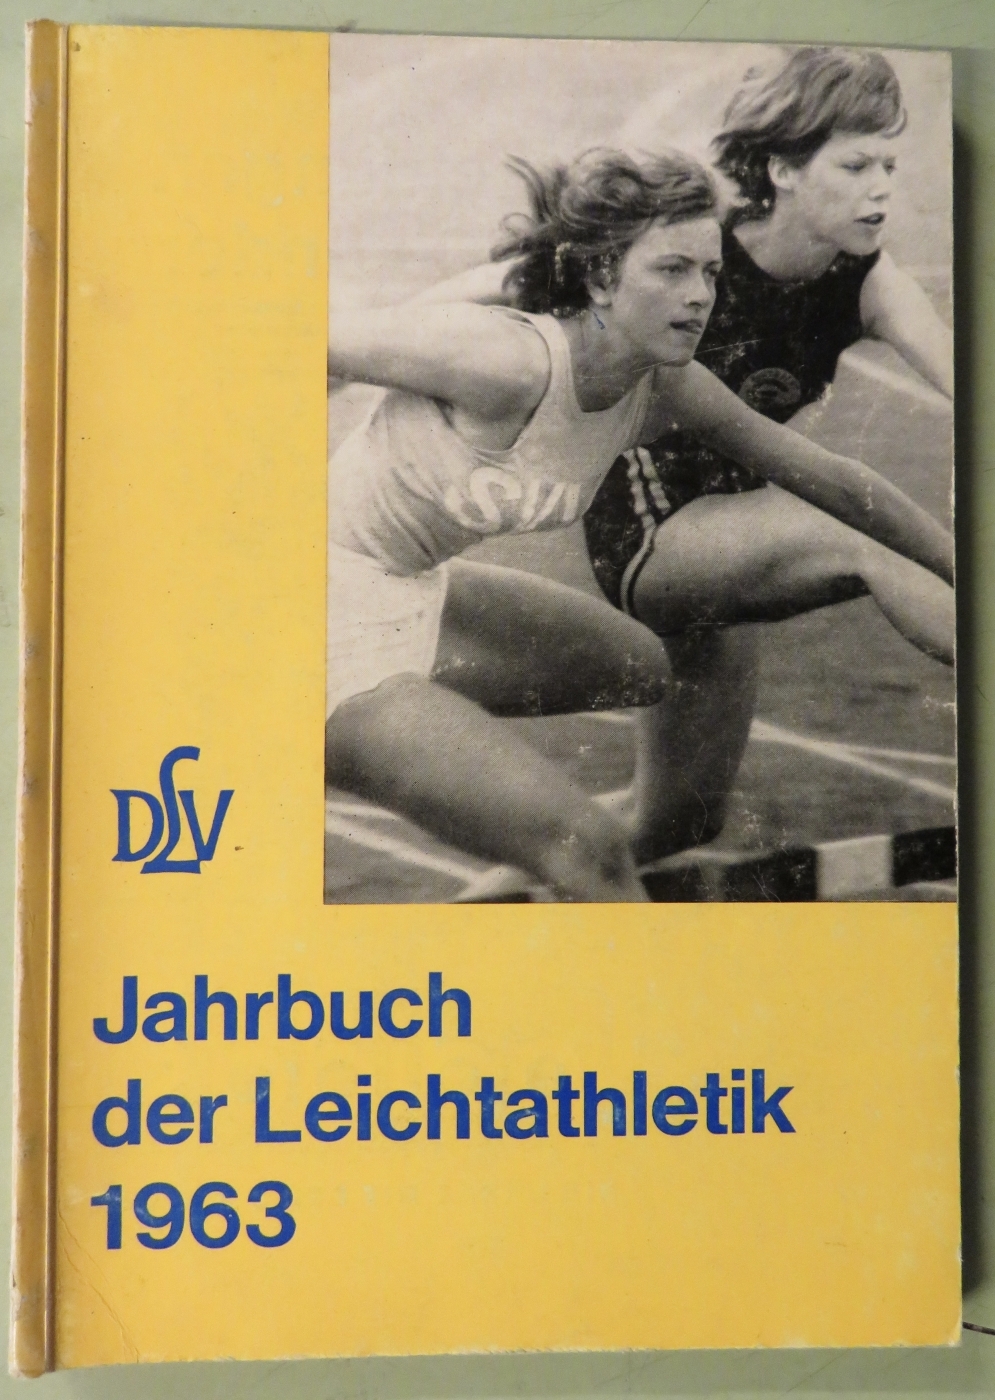 DLV
Jahrbuch
der Leichtathletik
1963